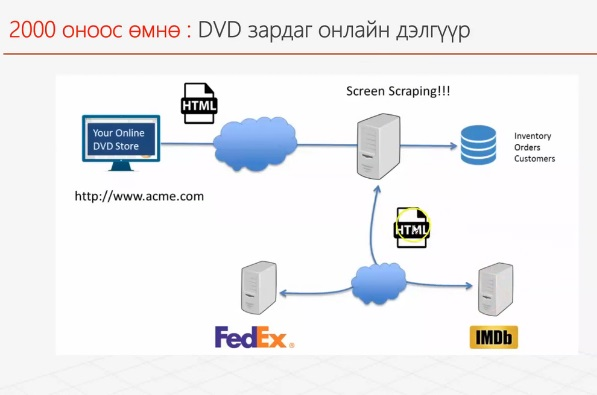 2000 оноос өмнө : DVD зардаг онлайн дэлгүүр
Screen Scraping!!!
HTML
Your Online
DVD Store
Inventory
Orders
Customers
http://www.acme.com
HTML
FedEx
IMDb